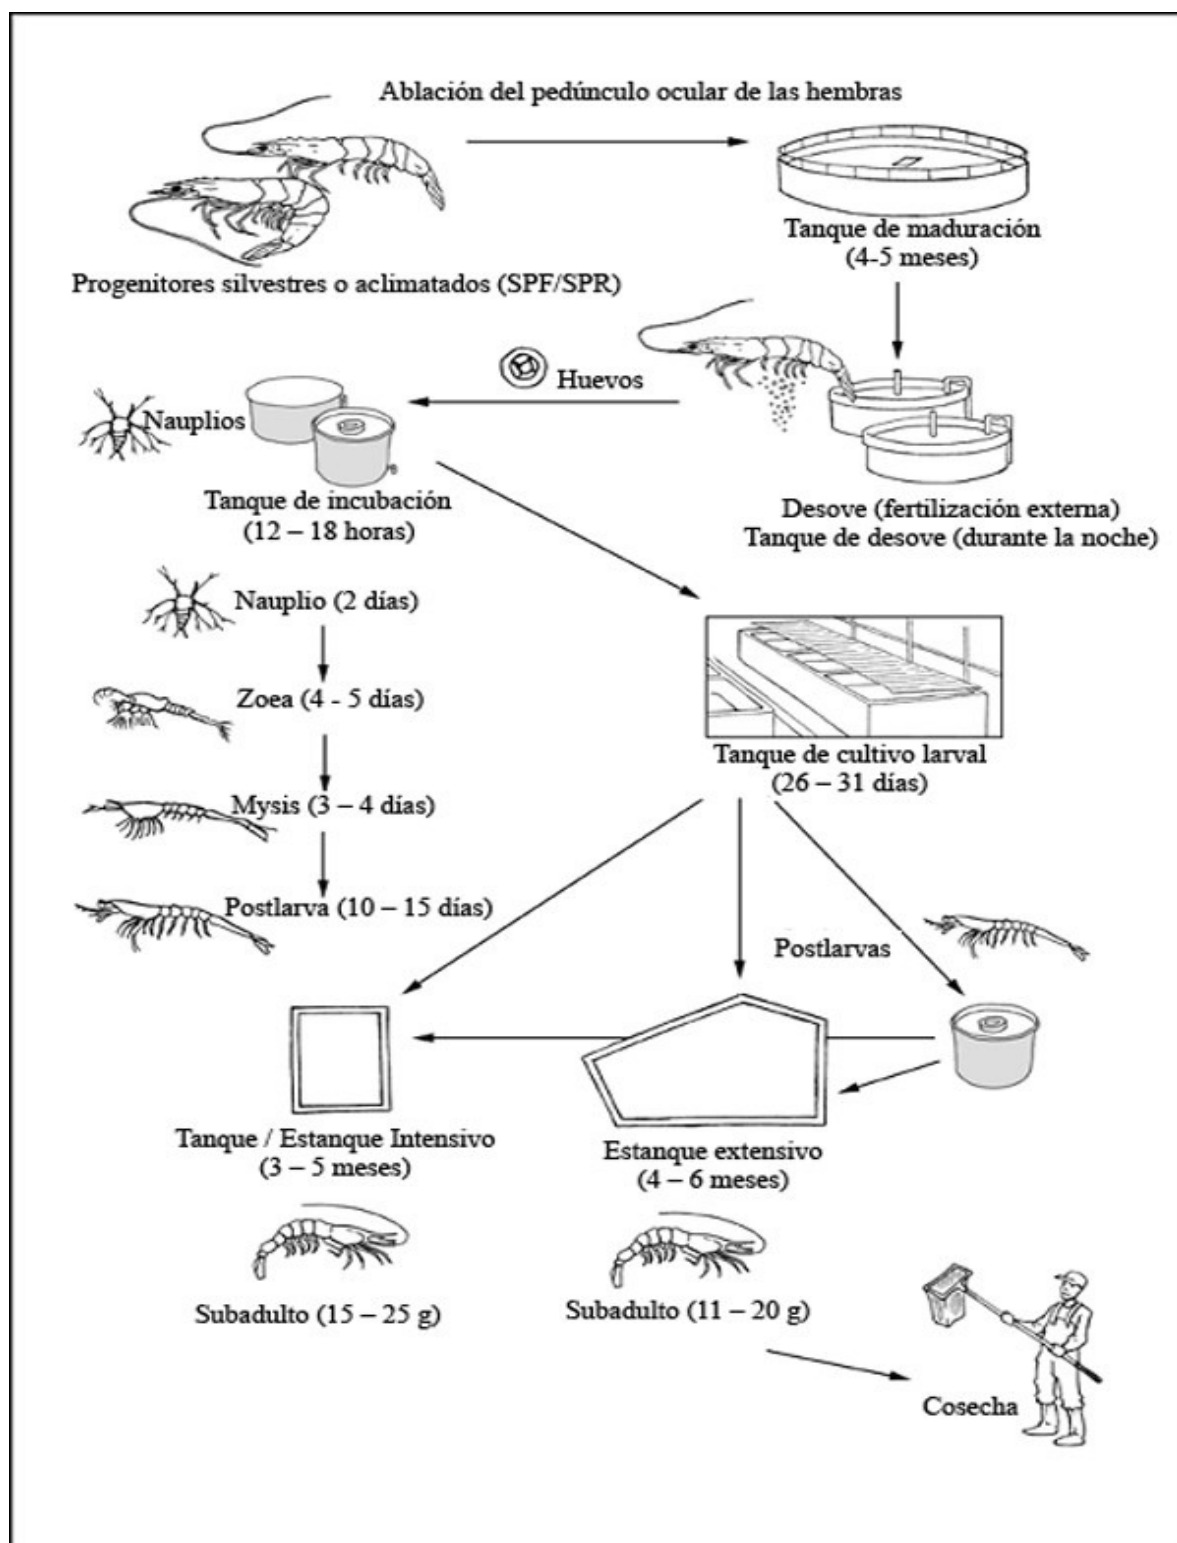 Ablación del pedúnculo ocular de las hembras
Tanque de maduración
(4-5 meses)
Progenitores silvestres o aclimatados (SPF/SPR)
Huevos
Nauplios
Tanque de incubación
(12 – 18 horas)
Desove (fertilización externa)
Tanque de desove (durante la noche)
Nauplio (2 días)
Zoea (4 - 5 días)
Mysis (3 – 4 días)
Postlarva (10 – 15 días)
Tanque de cultivo larval
(26 – 31 días)
Postlarvas
Tanque / Estanque Intensivo
(3 – 5 meses)
Estanque extensivo
(4 – 6 meses)
Subadulto (15 – 25 g)
Subadulto (11 – 20 g)
Cosecha